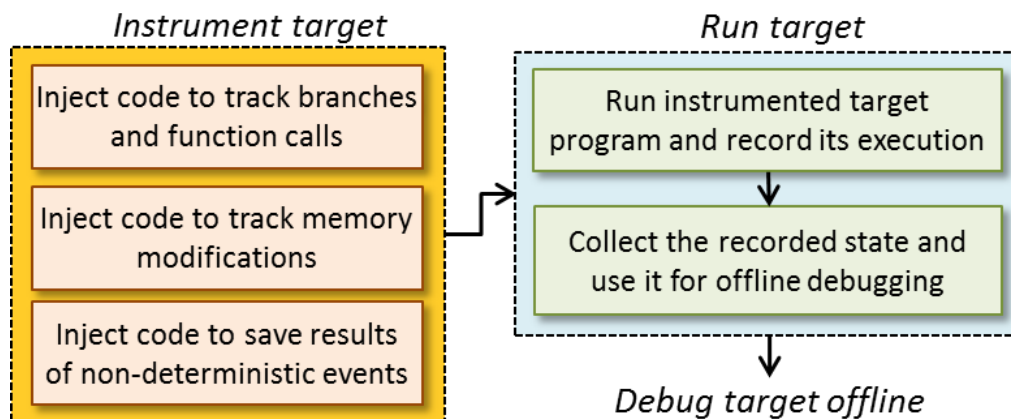 Instrument target
Inject code to track branches
and function calls
Inject code to track memory
modifications
Inject code to save results
of non-deterministic events
Run target
Run instrumented target
program and record its execution
Collect the recorded state and
use it for offline debugging
Debug target offline